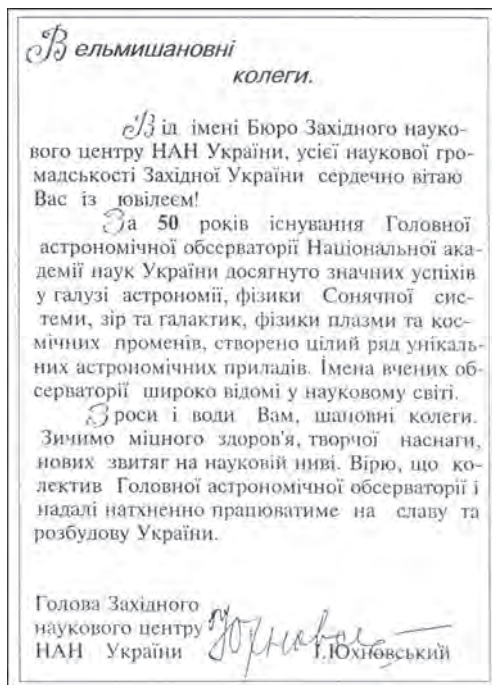 Вельмишановні
колеги.
Від імені Бюро Західного науко-
вого центру НАН України, усієї наукової гро-
мадськості Західної України сердечно вітаю
Вас із ювілеєм!
За 50 років існування Головної
астрономічної обсерваторії Національної ака-
демії наук України досягнуто значних успіхів
у галузі астрономії, фізики Сонячної сис-
теми, зір та галактик, фізики плазми та кос-
мічних променів, створено цілий ряд унікаль-
них астрономічних приладів. Імена вчених об-
серваторії широко відомі у науковому світі.
З роси і води Вам, шановні колеги.
Зичимо міцного здоров'я, творчої наснаги,
нових звитяг на науковій ниві. Вірю, що ко-
лектив Головної астрономічної обсерваторії і
надалі натхненно працюватиме на славу та
розбудову України.
Голова Західного
наукового центру
НАН України І.Юхновський